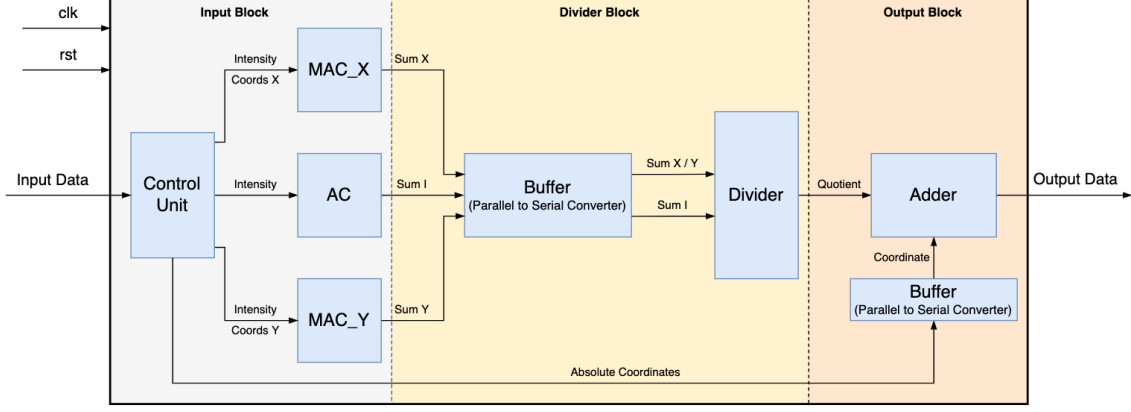 clk
rst
Input Data
Input Block
Control
Unit
Intensity
Coords X
MAC_X
Intensity
AC
Intensity
Coords Y
MAC_Y
Divider Block
Sum X
Sum I
Sum Y
Buffer
(Parallel to Serial Converter)
Sum X / Y
Sum I
Divider
Output Block
Quotient
Adder
Output Data
Coordinate
Buffer
(Parallel to Serial Converter)
Absolute Coordinates